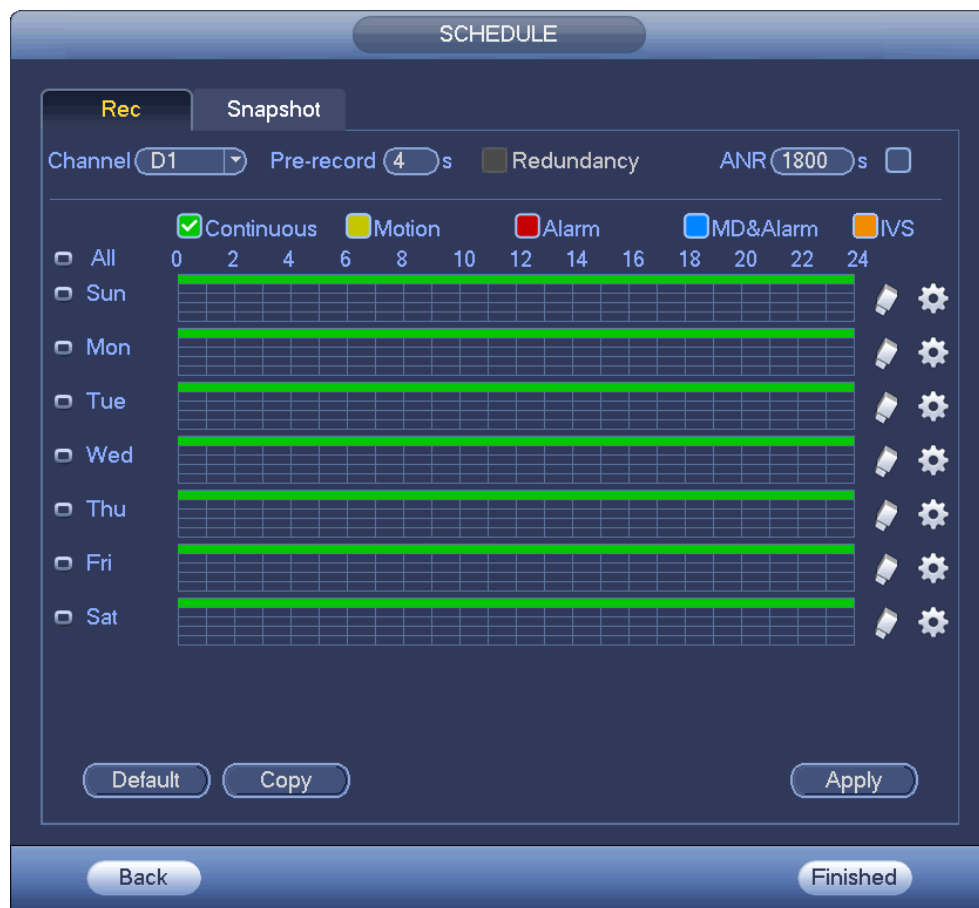 SCHEDULE
Rec Snapshot
Channel D1 Pre-record 4 s Redundancy ANR 1800 s
Continuous Motion Alarm MD&Alarm IVS
All 0 2 4 6 8 10 12 14 16 18 20 22 24
Sun
Mon
Tue
Wed
Thu
Fri
Sat
Default Copy Apply
Back Finished